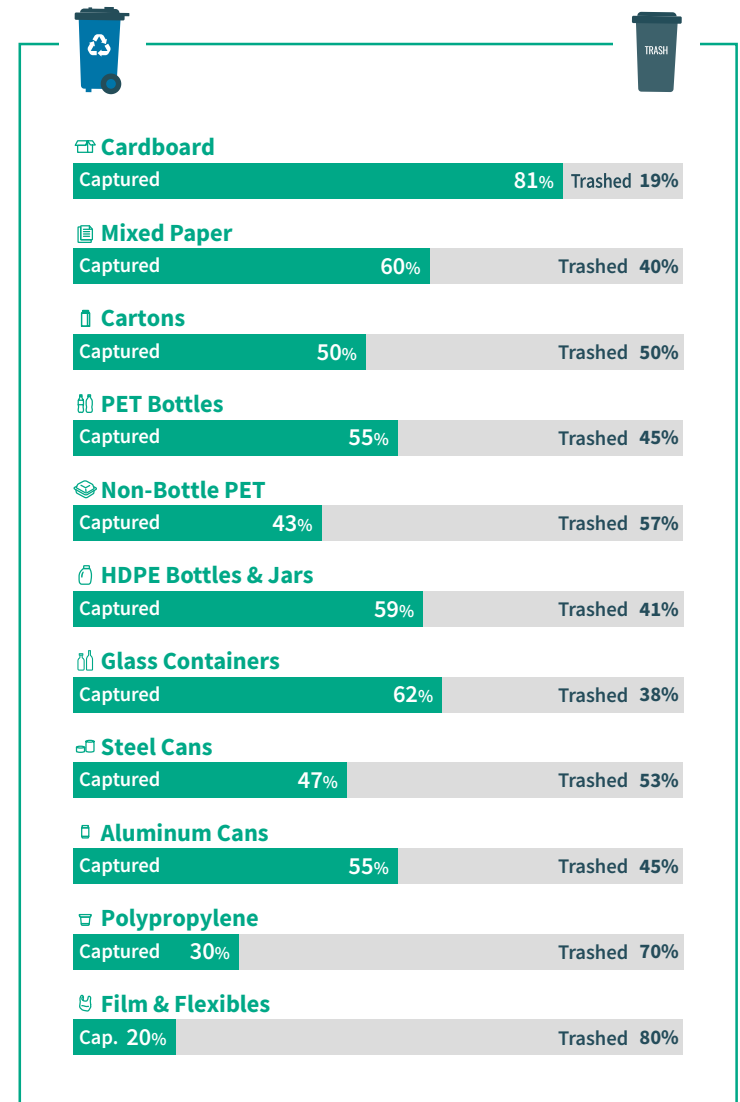 TRASH
Cardboard
Captured 81% Trashed 19%
Mixed Paper
Captured 60% Trashed 40%
Cartons
Captured 50% Trashed 50%
PET Bottles
Captured 55% Trashed 45%
Non-Bottle PET
Captured 43% Trashed 57%
HDPE Bottles & Jars
Captured 59% Trashed 41%
Glass Containers
Captured 62% Trashed 38%
Steel Cans
Captured 47% Trashed 53%
Aluminum Cans
Captured 55% Trashed 45%
Polypropylene
Captured 30% Trashed 70%
Film & Flexibles
Cap. 20% Trashed 80%